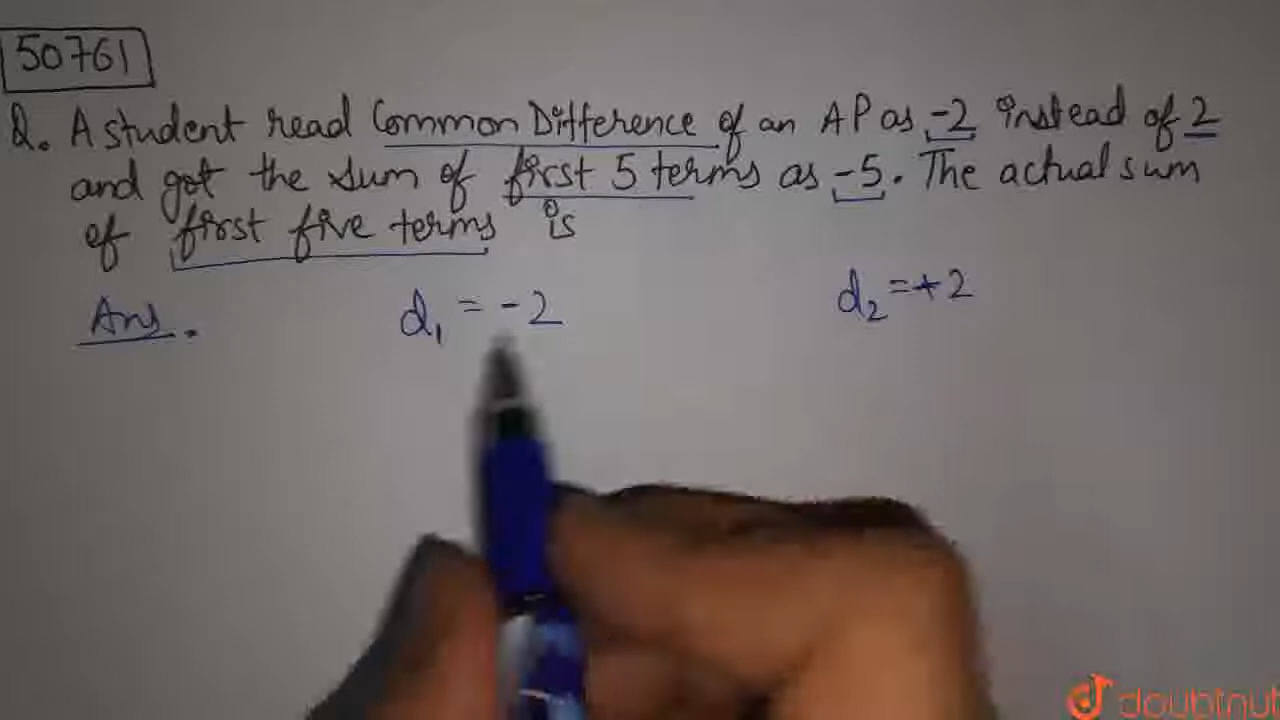 50761
Q. A student read Common Difference of an AP as -2 instead of 2
and got the sum of first 5 terms as -5. The actual sum
of first five terms is
Ans. d₁ = -2 d₂ = +2
doubtnut